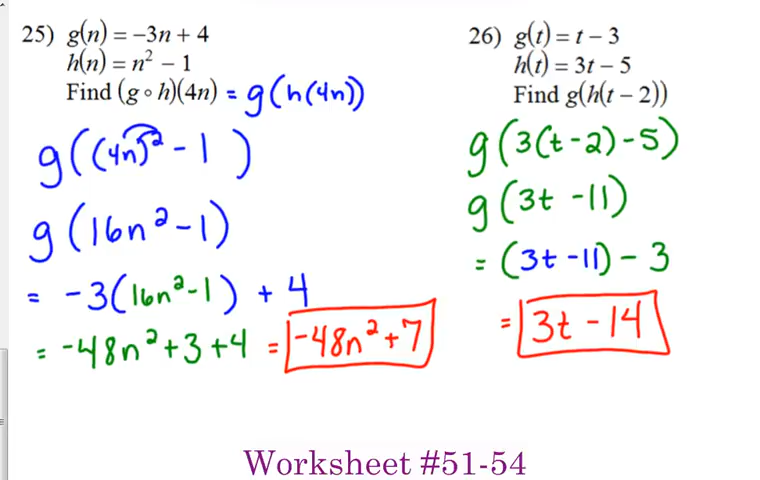 25) g(n) = −3n + 4
h(n) = n² − 1
Find (g ∘ h)(4n) = g(h(4n))
g((4n)² − 1)
g(16n² − 1)
= −3(16n² − 1) + 4
= −48n² + 3 + 4 = −48n² + 7
26) g(t) = t − 3
h(t) = 3t − 5
Find g(h(t − 2))
g(3(t − 2) − 5)
g(3t − 11)
= (3t − 11) − 3
= 3t − 14
Worksheet #51-54